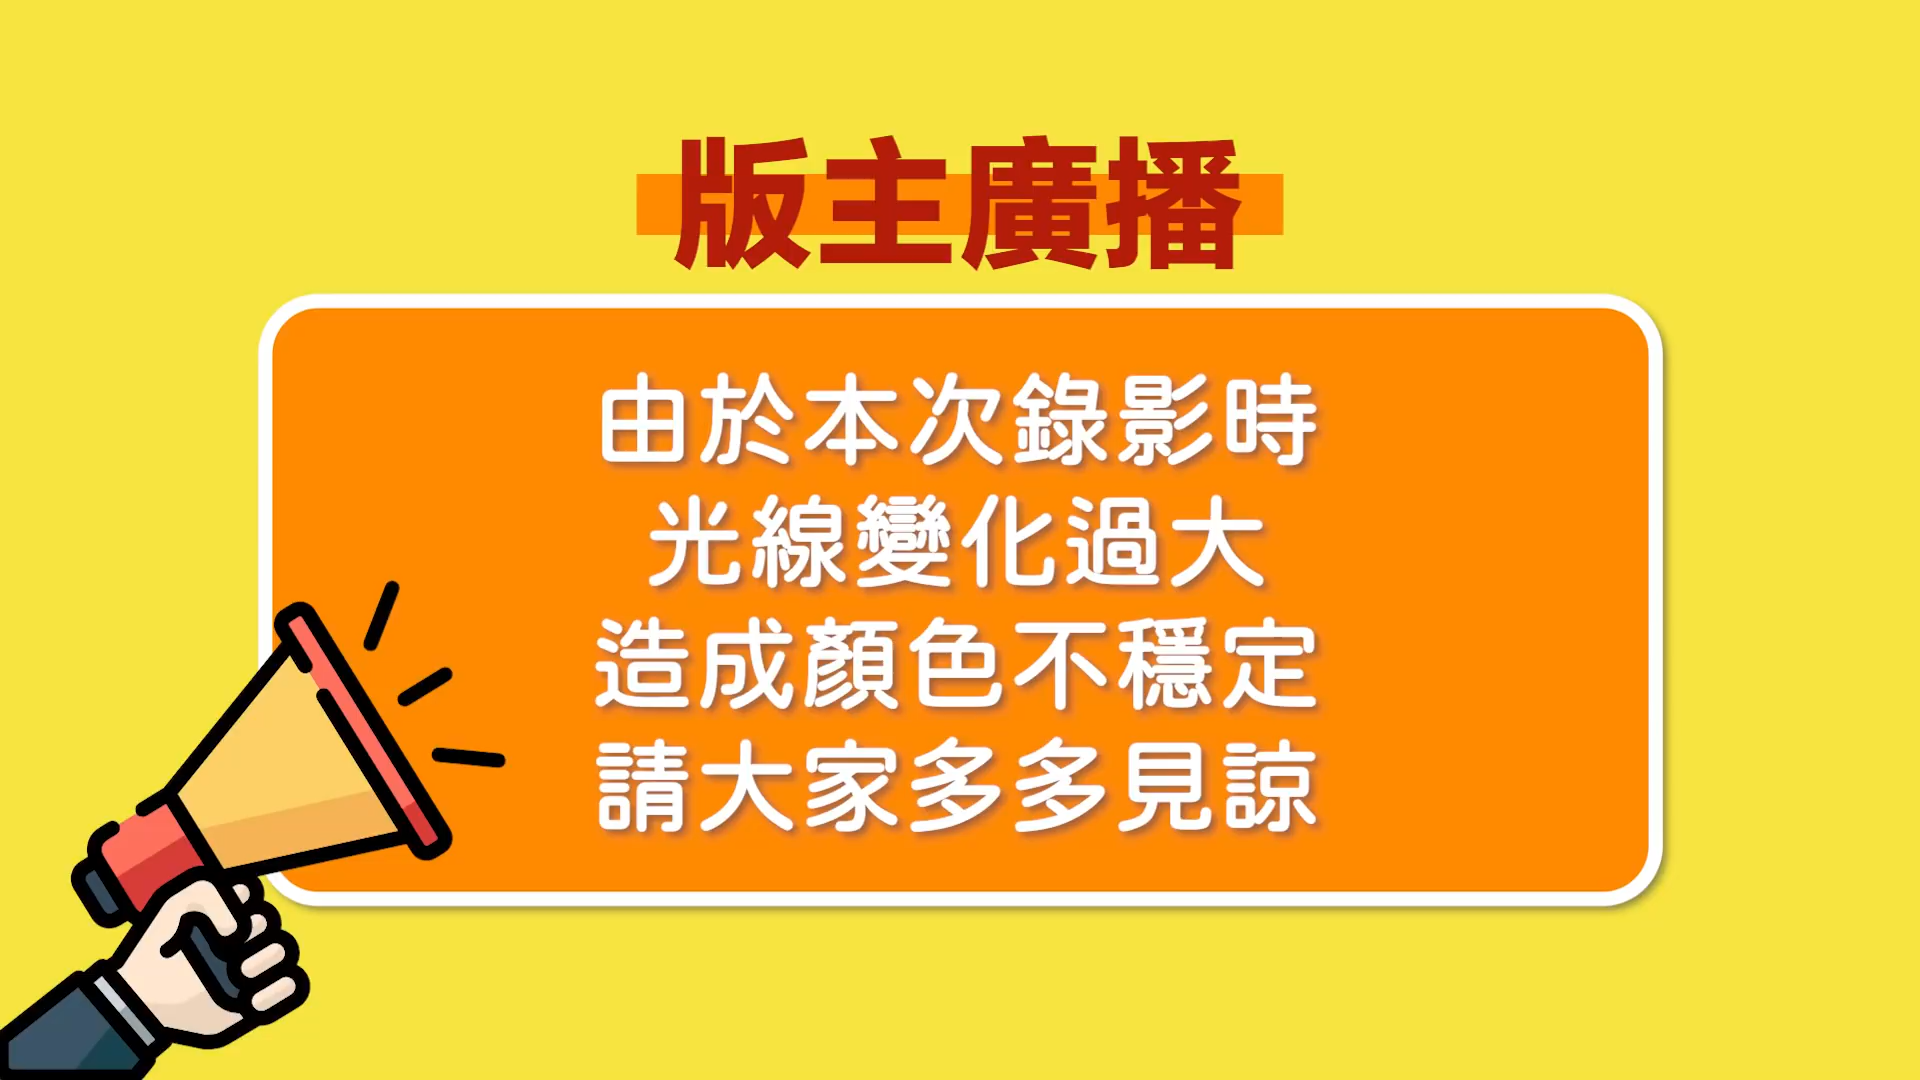 版主廣播
由於本次錄影時
光線變化過大
造成顏色不穩定
請大家多多見諒